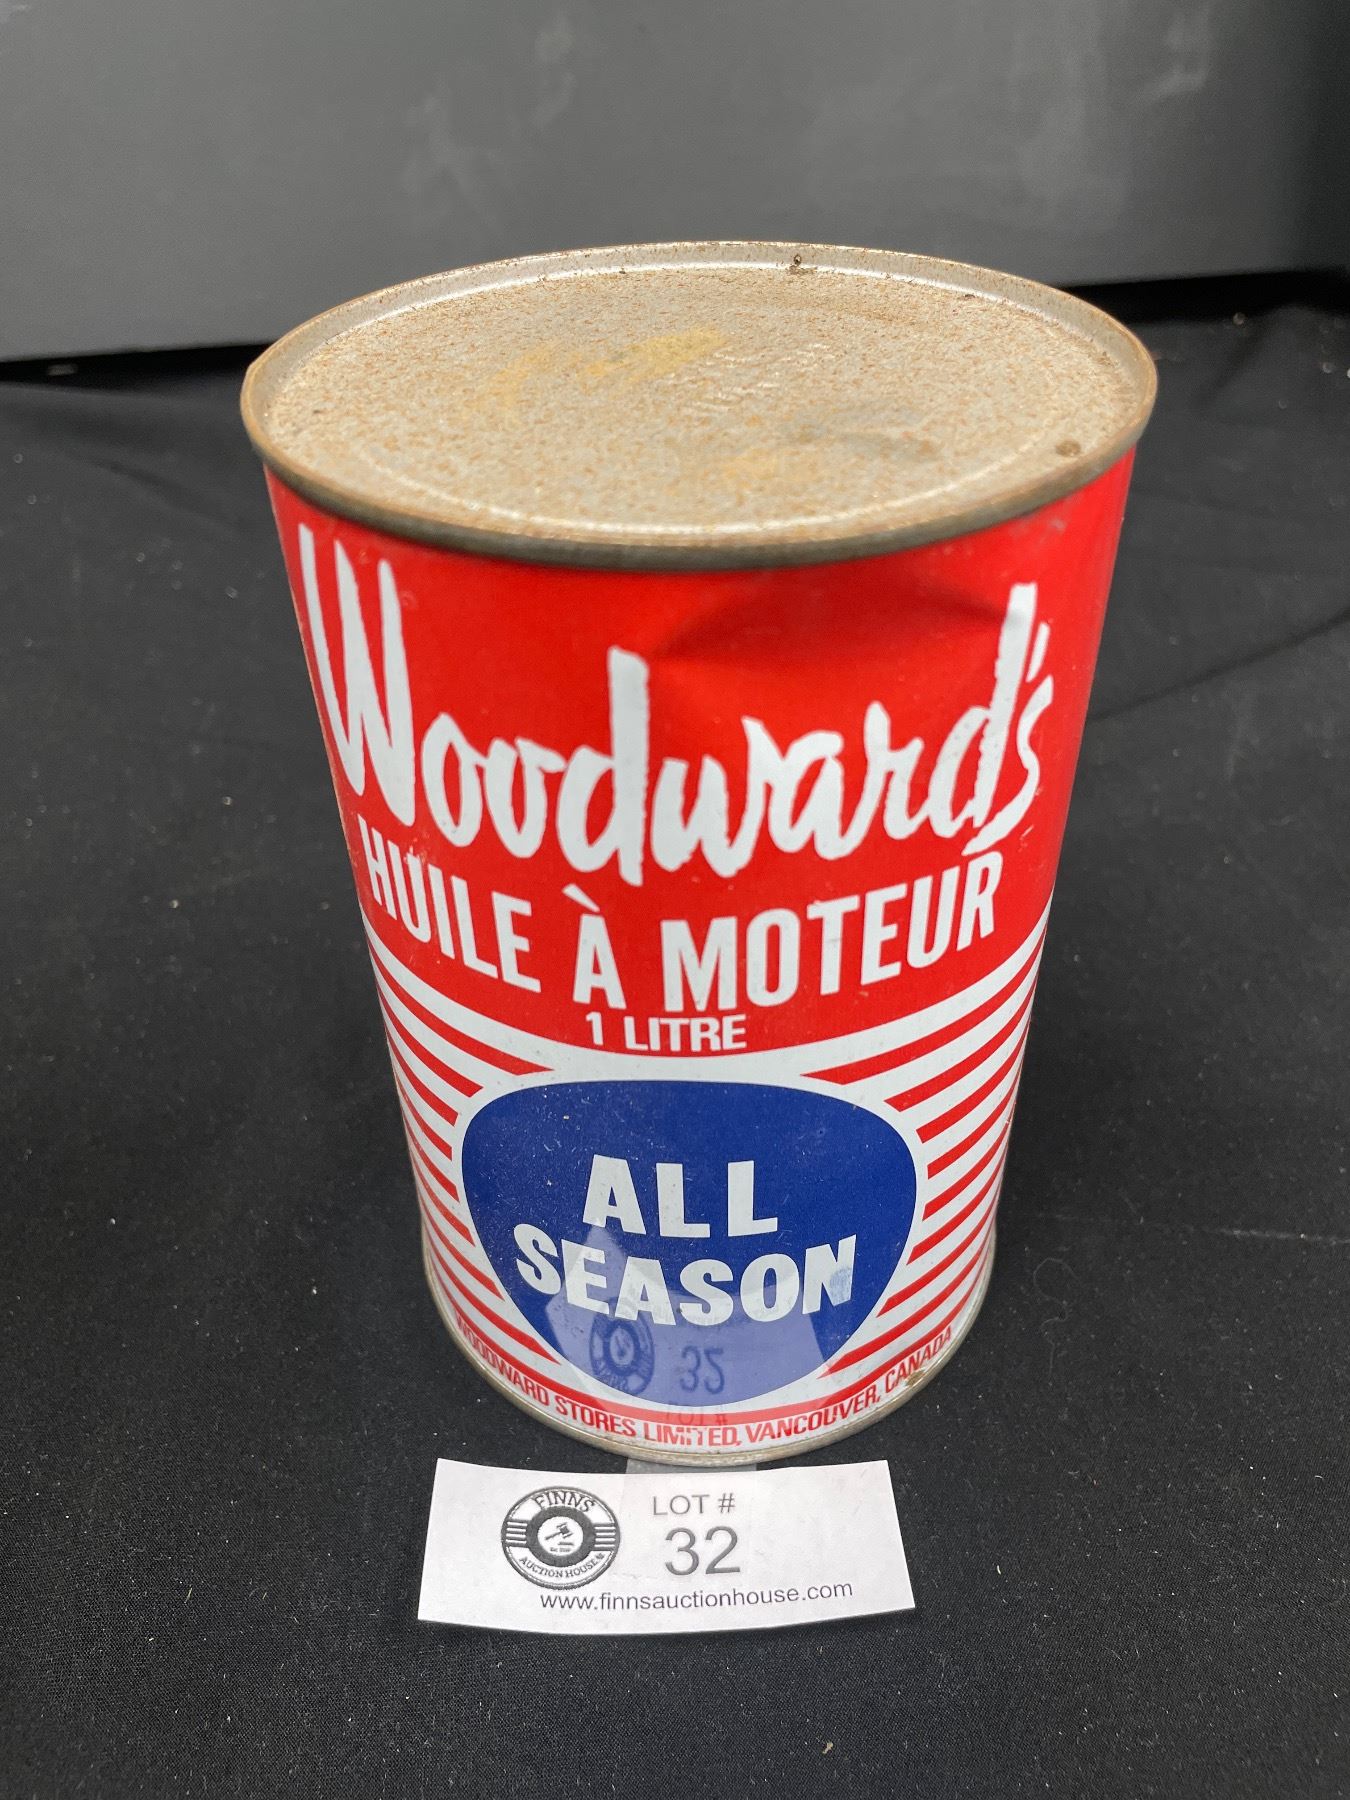 Woodward's
HUILE À MOTEUR
1 LITRE
ALL
SEASON
WOODWARD STORES LIMITED, VANCOUVER, CANADA
FINNS
AUCTION HOUSE
LOT #
32
www.finnsauctionhouse.com